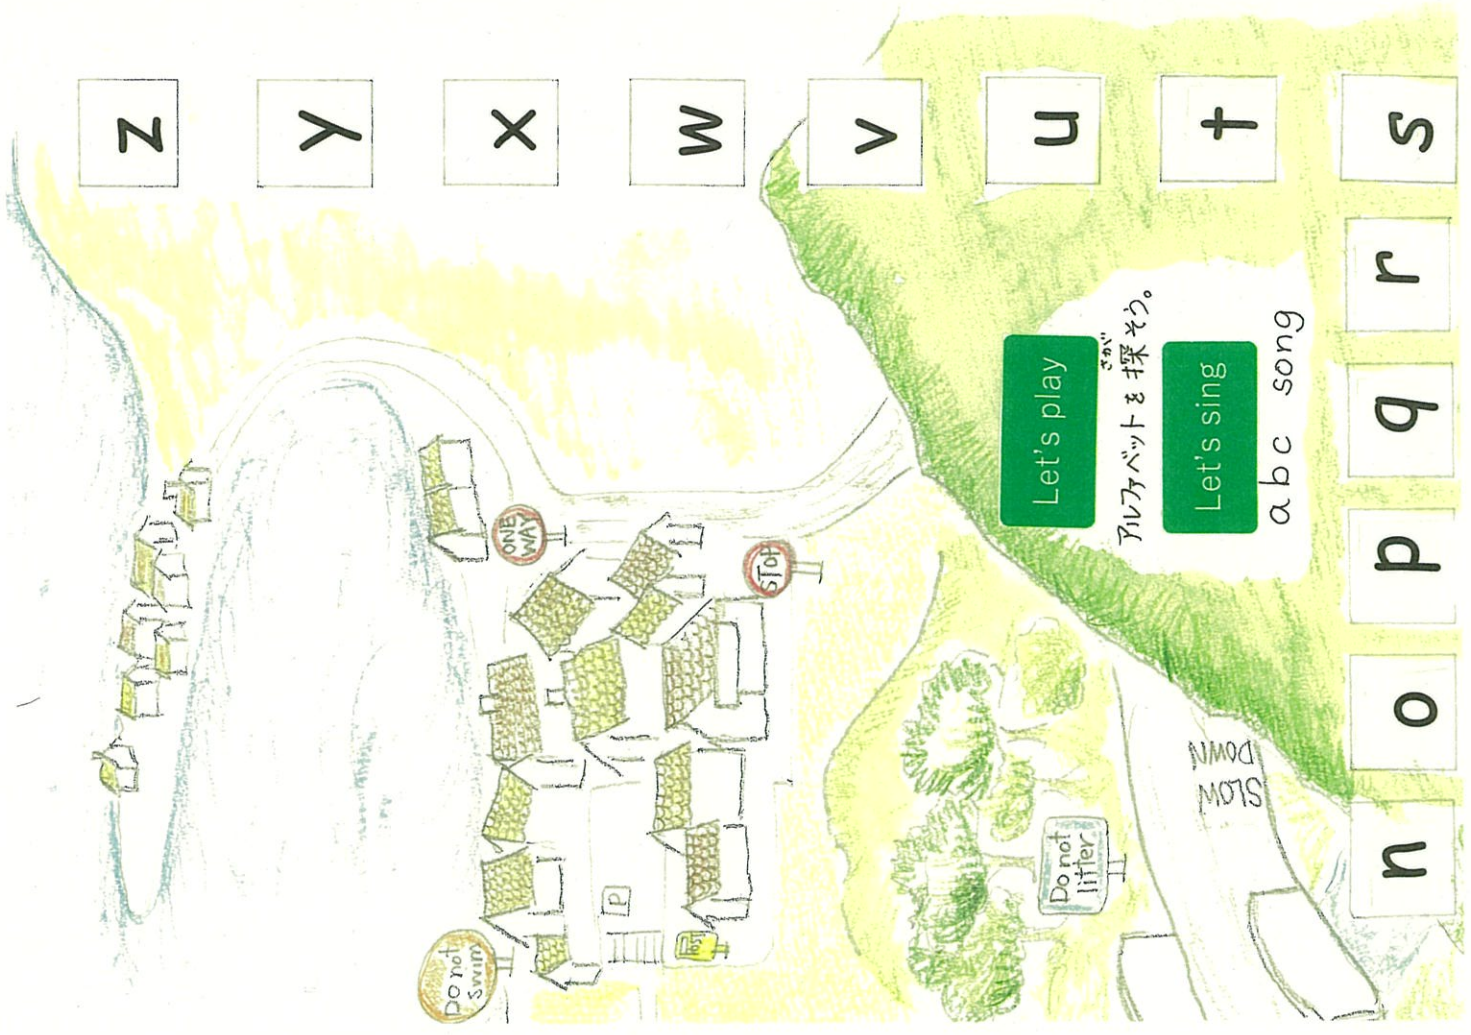 z
y
x
w
v
u
t
Do not
swim
ONE
WAY
P
STOP
Let's play
さが
アルファベットを探そう。
Let's sing
a b c song
Do not
litter
SLOW
DOWN
n o p q r s